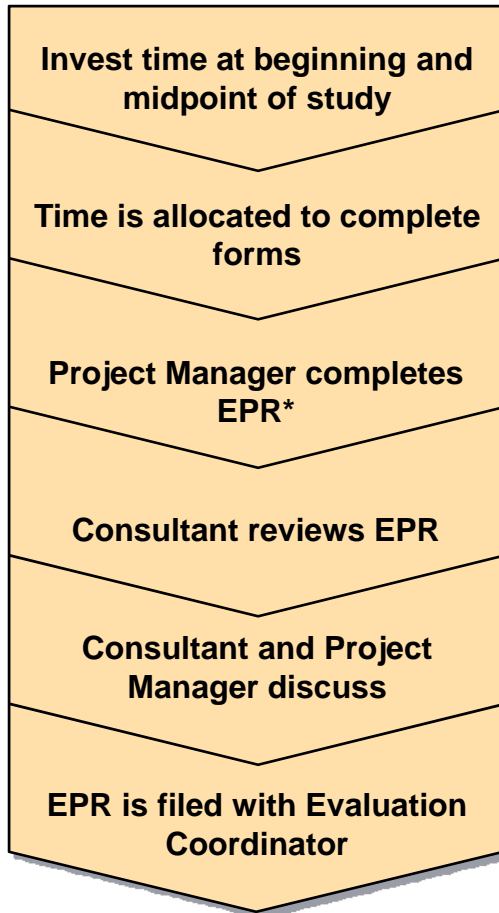 Invest time at beginning and
midpoint of study
Time is allocated to complete
forms
Project Manager completes
EPR*
Consultant reviews EPR
Consultant and Project
Manager discuss
EPR is filed with Evaluation
Coordinator